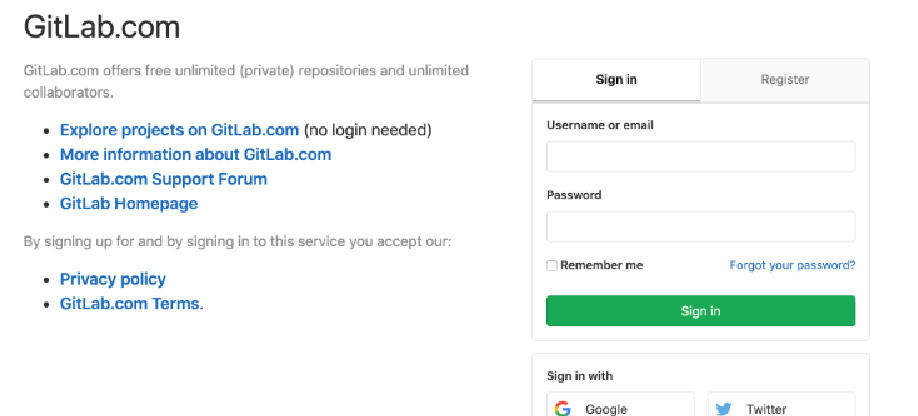 GitLab.com
GitLab.com offers free unlimited (private) repositories and unlimited
collaborators.
Explore projects on GitLab.com (no login needed)
More information about GitLab.com
GitLab.com Support Forum
GitLab Homepage
By signing up for and by signing in to this service you accept our:
Privacy policy
GitLab.com Terms.
Sign in Register
Username or email
Password
Remember me Forgot your password?
Sign in
Sign in with
Google Twitter